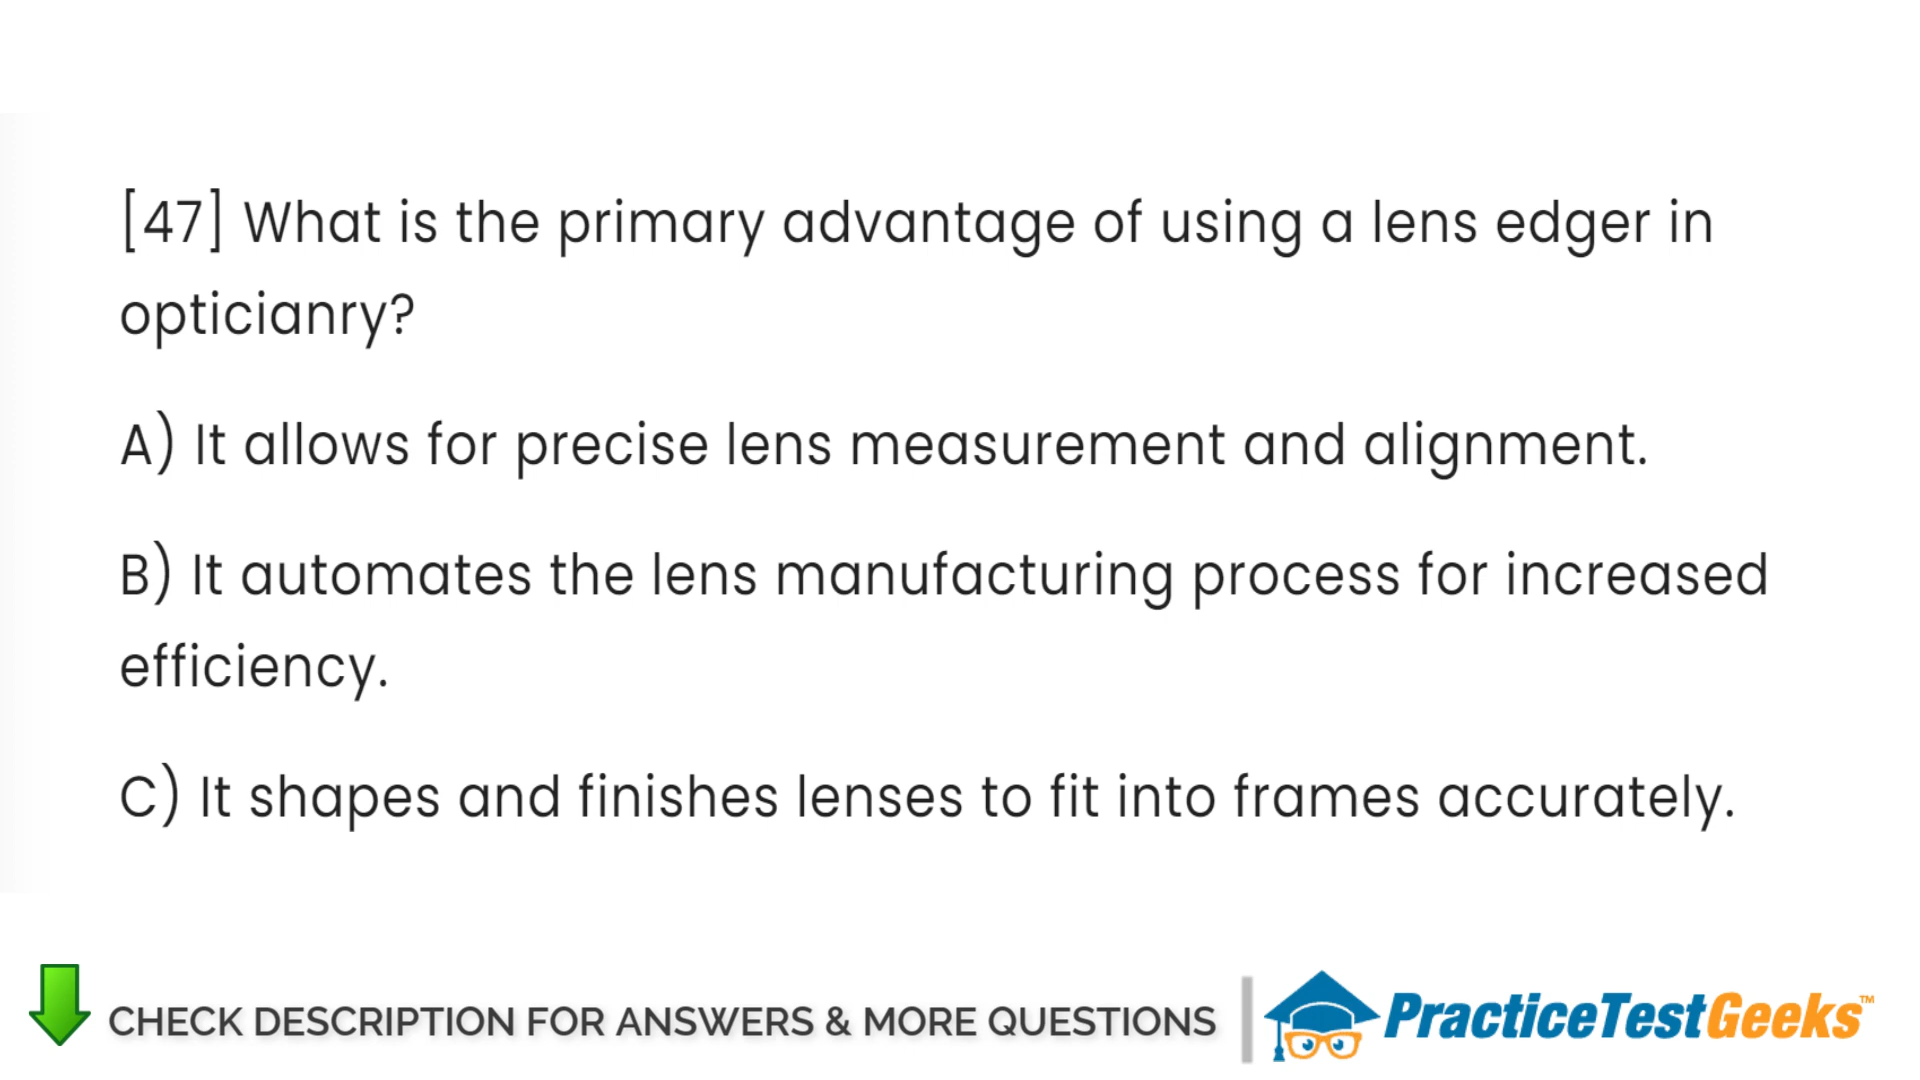 [47] What is the primary advantage of using a lens edger in
opticianry?
A) It allows for precise lens measurement and alignment.
B) It automates the lens manufacturing process for increased
efficiency.
C) It shapes and finishes lenses to fit into frames accurately.
CHECK DESCRIPTION FOR ANSWERS & MORE QUESTIONS
PracticeTestGeeks™